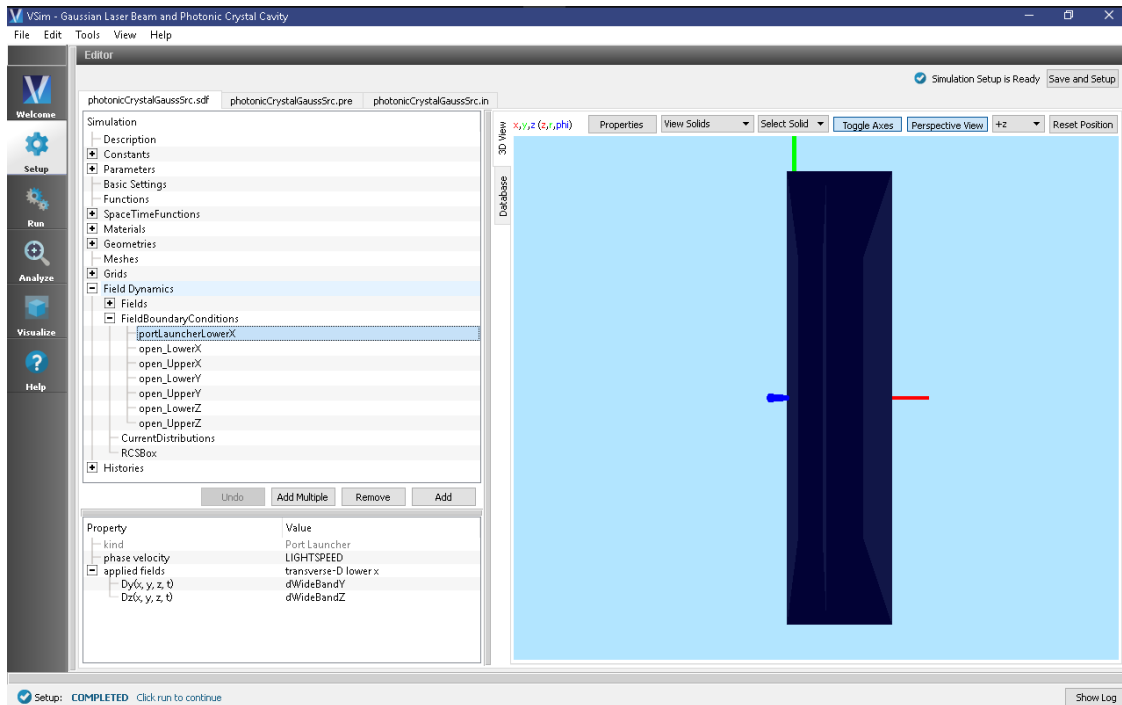 VSim - Gaussian Laser Beam and Photonic Crystal Cavity
File Edit Tools View Help
Editor
Simulation Setup is Ready Save and Setup
photonicCrystalGaussSrc.sdf photonicCrystalGaussSrc.pre photonicCrystalGaussSrc.in
Welcome
Setup
Run
Analyze
Visualize
Help
Simulation
Description
Constants
Parameters
Basic Settings
Functions
SpaceTimeFunctions
Materials
Geometries
Meshes
Grids
Field Dynamics
Fields
FieldBoundaryConditions
portLauncherLowerX
open_LowerX
open_UpperX
open_LowerY
open_UpperY
open_LowerZ
open_UpperZ
CurrentDistributions
RCSBox
Histories
Undo Add Multiple Remove Add
Property Value
kind Port Launcher
phase velocity LIGHTSPEED
applied fields transverse-D lower x
Dy(x, y, z, t) dWideBandY
Dz(x, y, z, t) dWideBandZ
3D View
Database
x,y,z (z,r,phi) Properties View Solids Select Solid Toggle Axes Perspective View +z Reset Position
Setup: COMPLETED Click run to continue
Show Log